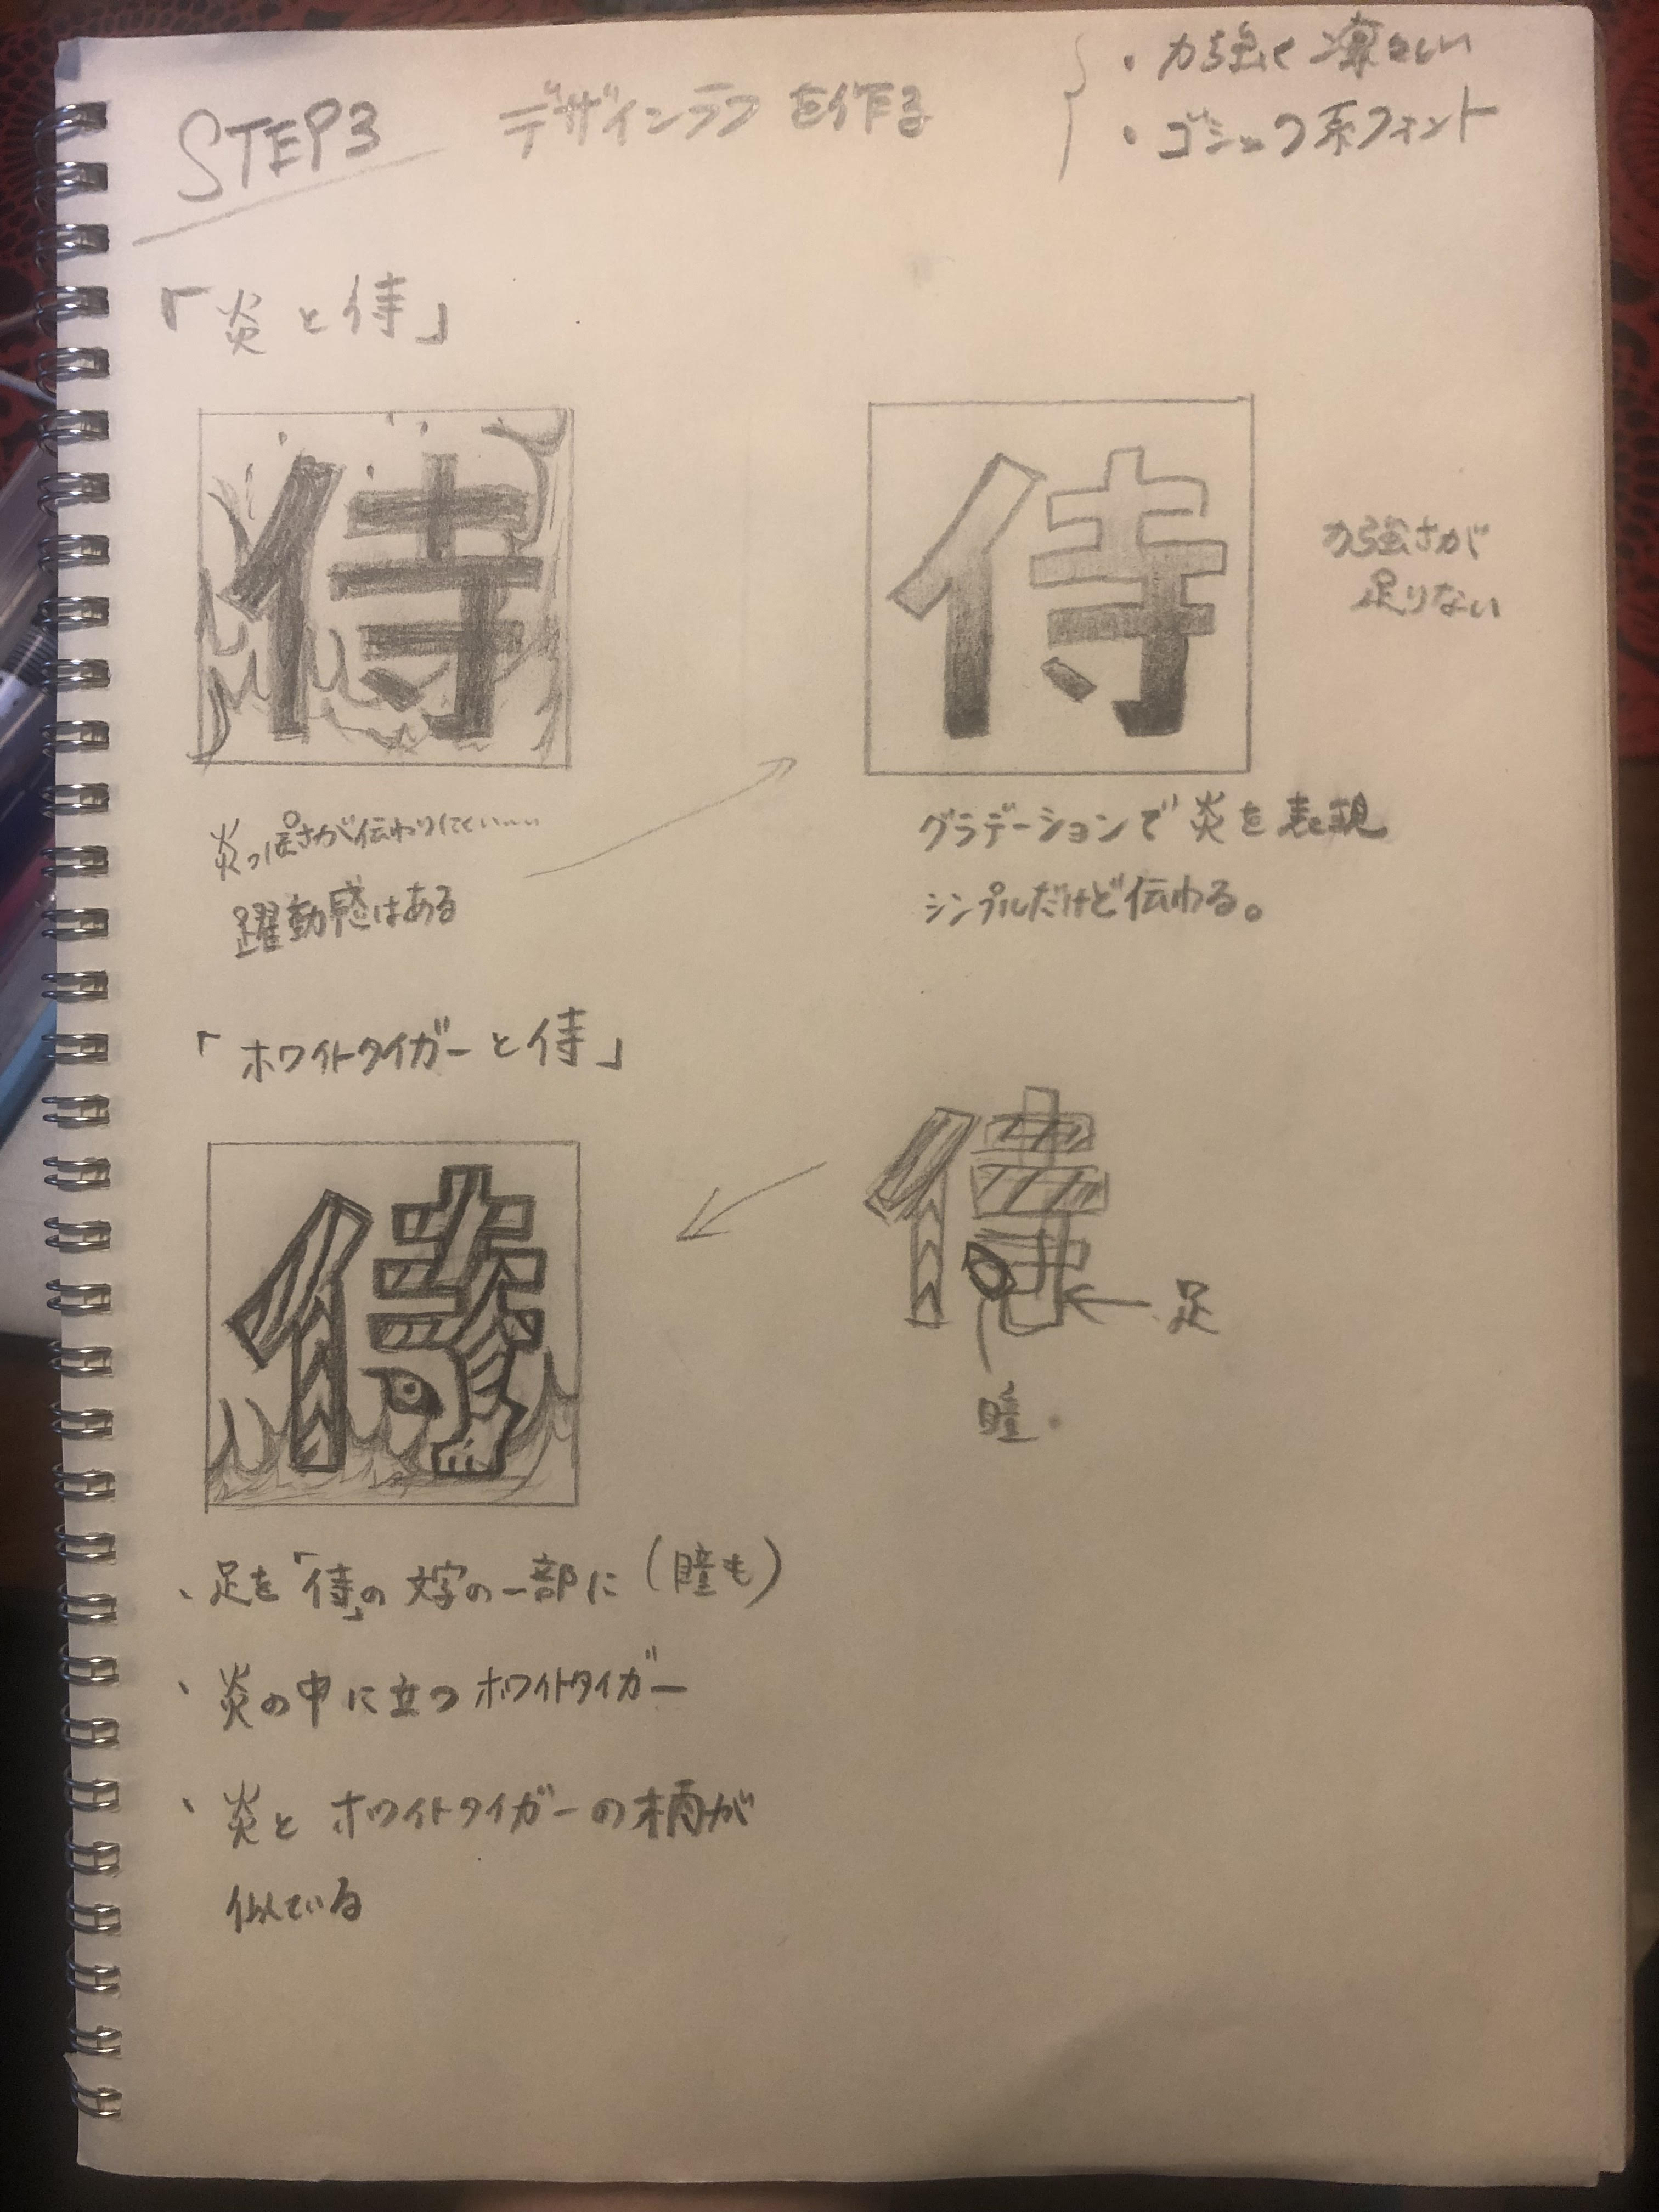 STEP3
デザインラフを作る
・力強く凛々しい
・ゴシック系フォント
「炎と侍」
侍
侍
力強さが
足りない
炎っぽさが伝わりにくい……
躍動感はある
グラデーションで炎を表現
シンプルだけど伝わる。
「ホワイトタイガーと侍」
侍
侍
足
瞳。
、足を「侍」の文字の一部に(瞳も)
、炎の中に立つホワイトタイガー
、炎とホワイトタイガーの柄が
似ている